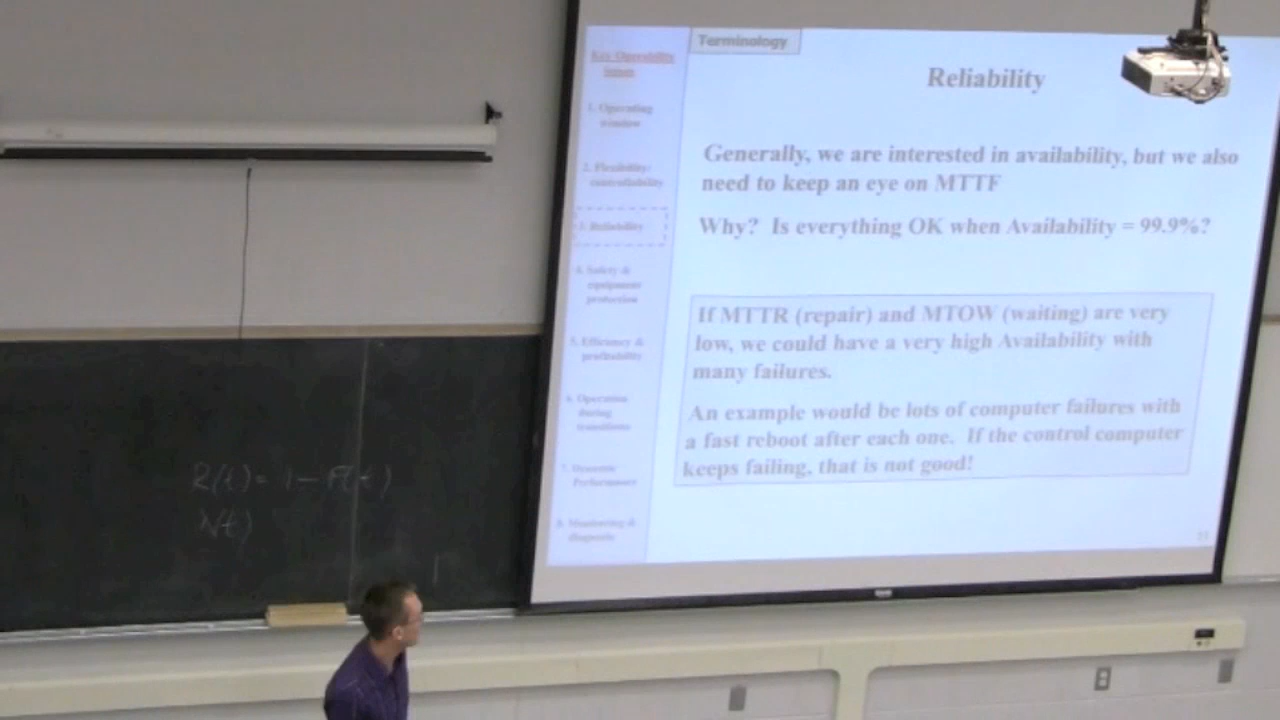 Terminology
Reliability
Generally, we are interested in availability, but we also
need to keep an eye on MTTF
Why? Is everything OK when Availability = 99.9%?
If MTTR (repair) and MTOW (waiting) are very
low, we could have a very high Availability with
many failures.
An example would be lots of computer failures with
a fast reboot after each one. If the control computer
keeps failing, that is not good!
Key Operability
issues
1. Operating
window
2. Flexibility/
controllability
3. Reliability
4. Safety &
equipment
protection
5. Efficiency &
profitability
6. Operation
during
transitions
7. Dynamic
Performance
8. Monitoring &
diagnosis
R(t) = 1 - F(t)